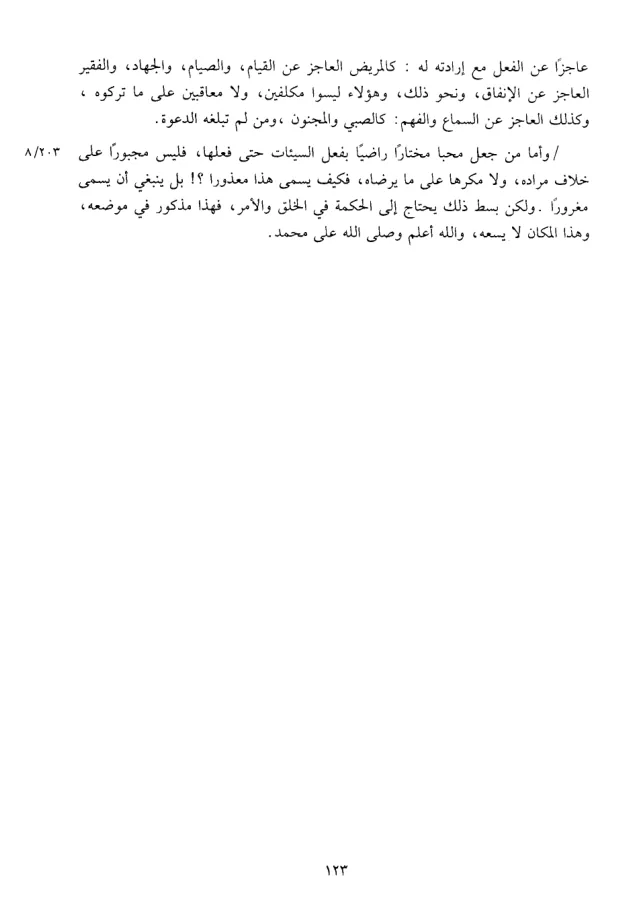 عاجزًا عن الفعل مع إرادته له : كالمريض العاجز عن القيام، والصيام، والجهاد، والفقير
العاجز عن الإنفاق، ونحو ذلك، وهؤلاء ليسوا مكلفين، ولا معاقبين على ما تركوه ،
وكذلك العاجز عن السماع والفهم: كالصبي والمجنون ،ومن لم تبلغه الدعوة.
/ وأما من جعل محبا مختارًا راضيًا بفعل السيئات حتى فعلها، فليس مجبورًا على ٨/٢٠٣
خلاف مراده، ولا مكرها على ما يرضاه، فكيف يسمى هذا معذورا ؟! بل ينبغي أن يسمى
مغرورًا .ولكن بسط ذلك يحتاج إلى الحكمة في الخلق والأمر، فهذا مذكور في موضعه،
وهذا المكان لا يسعه، والله أعلم وصلى الله على محمد.
١٢٣